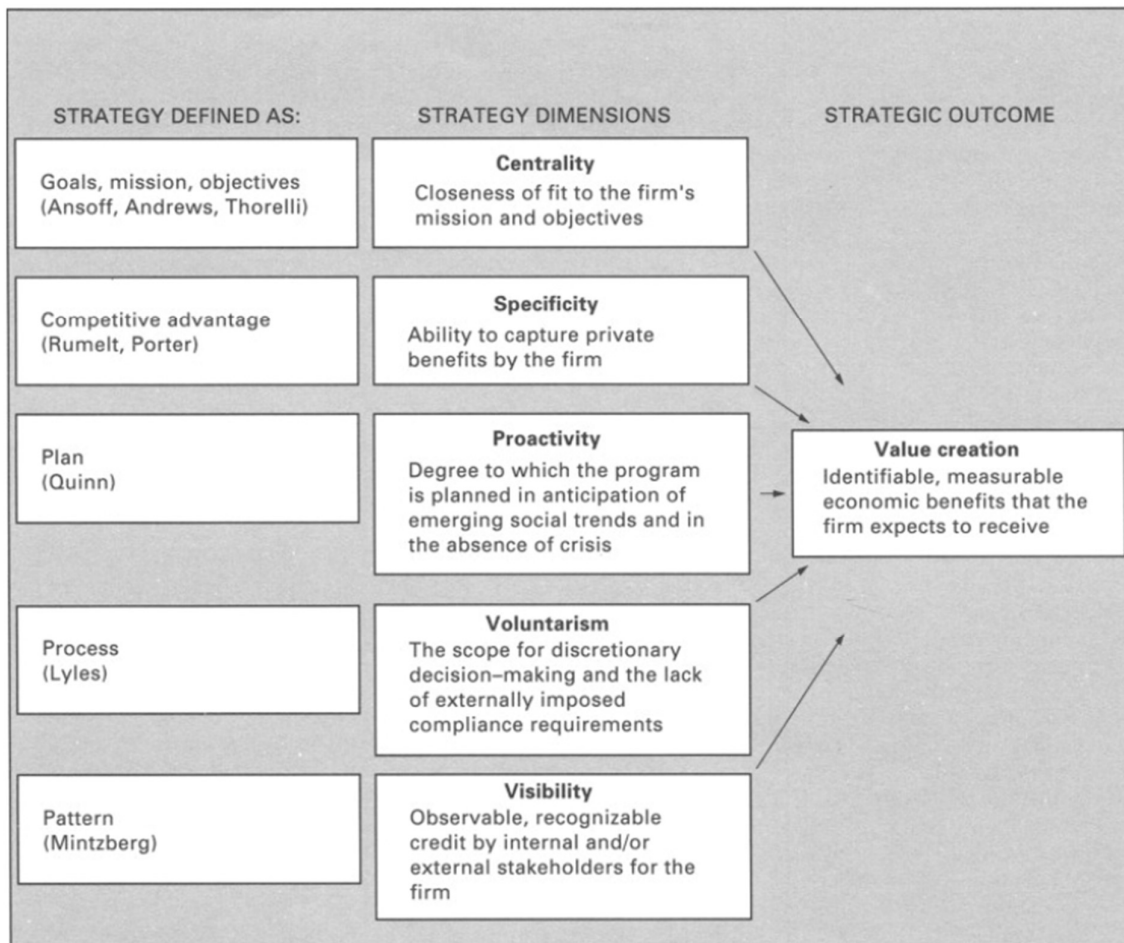 STRATEGY DEFINED AS:
STRATEGY DIMENSIONS
STRATEGIC OUTCOME
Goals, mission, objectives
(Ansoff, Andrews, Thorelli)
Centrality
Closeness of fit to the firm's
mission and objectives
Competitive advantage
(Rumelt, Porter)
Specificity
Ability to capture private
benefits by the firm
Plan
(Quinn)
Proactivity
Degree to which the program
is planned in anticipation of
emerging social trends and in
the absence of crisis
Value creation
Identifiable, measurable
economic benefits that the
firm expects to receive
Process
(Lyles)
Voluntarism
The scope for discretionary
decision–making and the lack
of externally imposed
compliance requirements
Pattern
(Mintzberg)
Visibility
Observable, recognizable
credit by internal and/or
external stakeholders for the
firm